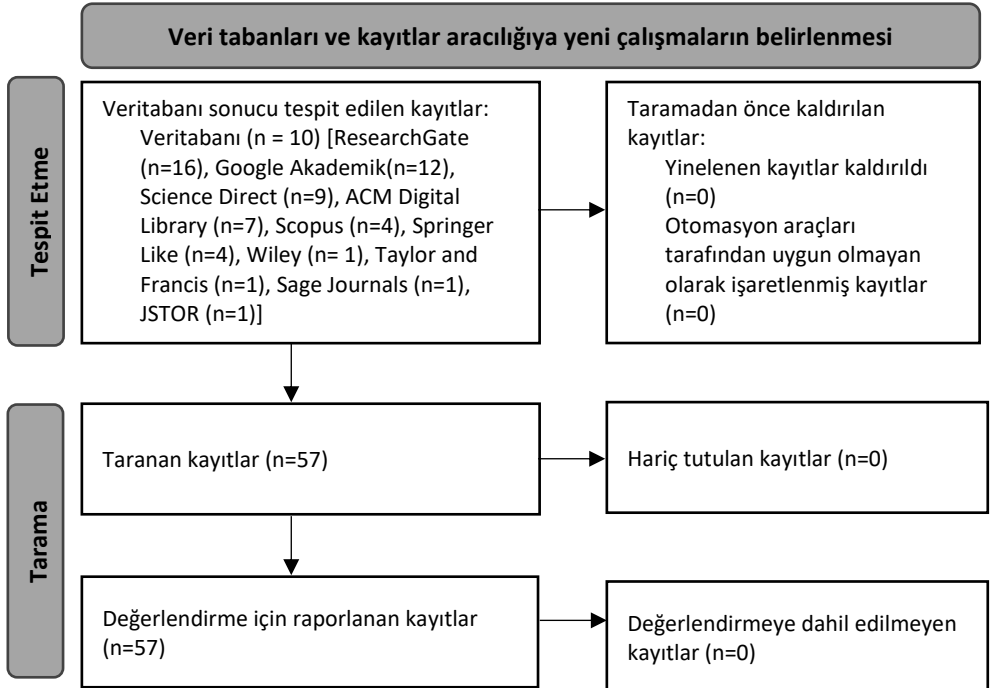 Veri tabanları ve kayıtlar aracılığıya yeni çalışmaların belirlenmesi
Tespit Etme
Veritabanı sonucu tespit edilen kayıtlar:
Veritabanı (n = 10) [ResearchGate
(n=16), Google Akademik(n=12),
Science Direct (n=9), ACM Digital
Library (n=7), Scopus (n=4), Springer
Like (n=4), Wiley (n= 1), Taylor and
Francis (n=1), Sage Journals (n=1),
JSTOR (n=1)]
Taramadan önce kaldırılan
kayıtlar:
Yinelenen kayıtlar kaldırıldı
(n=0)
Otomasyon araçları
tarafından uygun olmayan
olarak işaretlenmiş kayıtlar
(n=0)
Tarama
Taranan kayıtlar (n=57)
Hariç tutulan kayıtlar (n=0)
Değerlendirme için raporlanan kayıtlar
(n=57)
Değerlendirmeye dahil edilmeyen
kayıtlar (n=0)